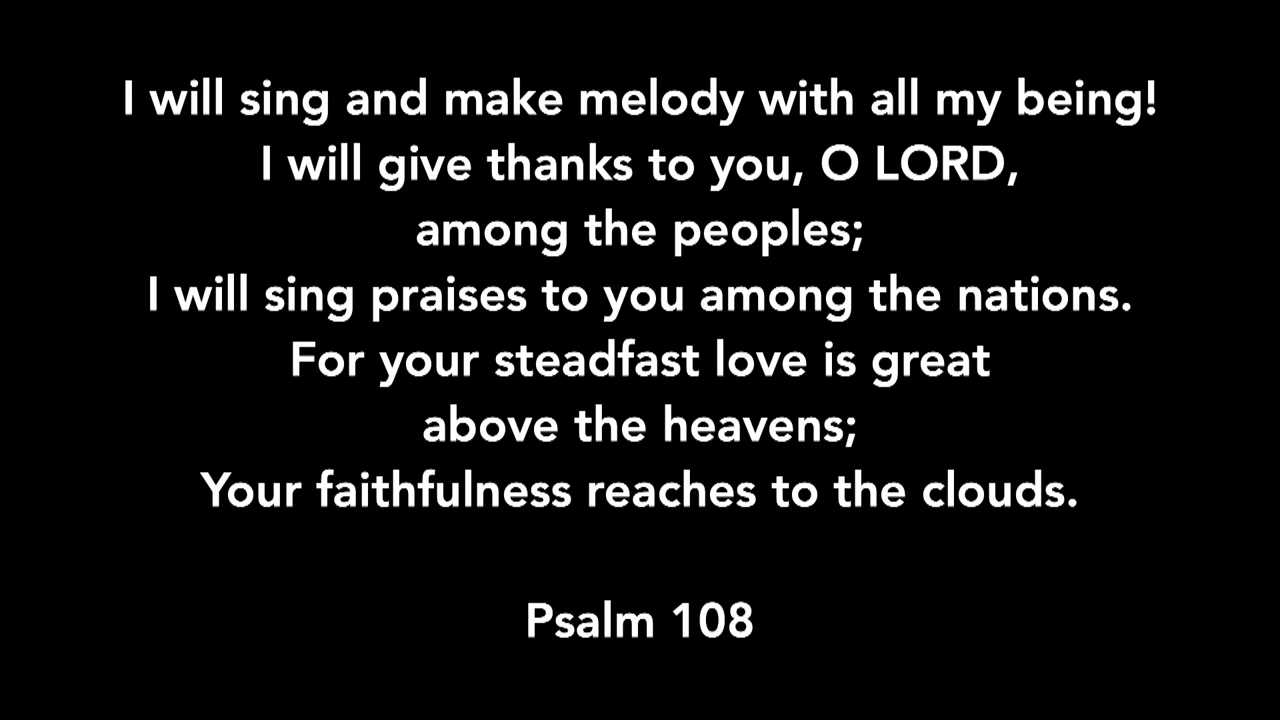 I will sing and make melody with all my being!
I will give thanks to you, O LORD,
among the peoples;
I will sing praises to you among the nations.
For your steadfast love is great
above the heavens;
Your faithfulness reaches to the clouds.
Psalm 108